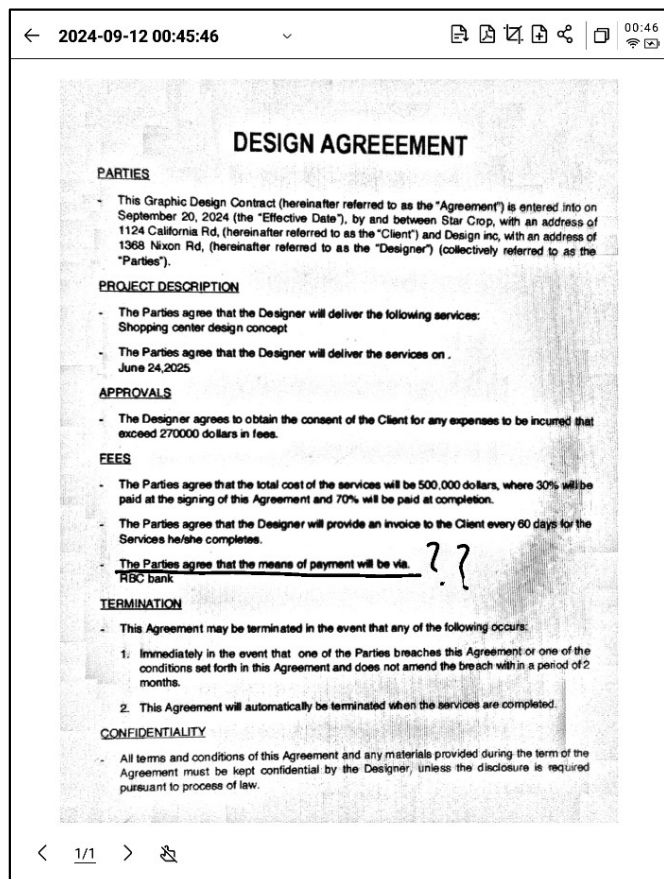 2024-09-12 00:45:46
00:46
DESIGN AGREEEMENT
PARTIES
- This Graphic Design Contract (hereinafter referred to as the "Agreement") is entered into on
September 20, 2024 (the "Effective Date"), by and between Star Crop, with an address of
1124 California Rd, (hereinafter referred to as the "Client") and Design inc, with an address of
1368 Nixon Rd, (hereinafter referred to as the "Designer") (collectively referred to as the
"Parties").
PROJECT DESCRIPTION
- The Parties agree that the Designer will deliver the following services:
Shopping center design concept
- The Parties agree that the Designer will deliver the services on .
June 24,2025
APPROVALS
- The Designer agrees to obtain the consent of the Client for any expenses to be incurred that
exceed 270000 dollars in fees.
FEES
- The Parties agree that the total cost of the services will be 500,000 dollars, where 30% will be
paid at the signing of this Agreement and 70% will be paid at completion.
- The Parties agree that the Designer will provide an invoice to the Client every 60 days for the
Services he/she completes.
- The Parties agree that the means of payment will be via. ??
RBC bank
TERMINATION
- This Agreement may be terminated in the event that any of the following occurs:
1. Immediately in the event that one of the Parties breaches this Agreement or one of the
conditions set forth in this Agreement and does not amend the breach within a period of 2
months.
2. This Agreement will automatically be terminated when the services are completed.
CONFIDENTIALITY
- All terms and conditions of this Agreement and any materials provided during the term of the
Agreement must be kept confidential by the Designer, unless the disclosure is required
pursuant to process of law.
1/1